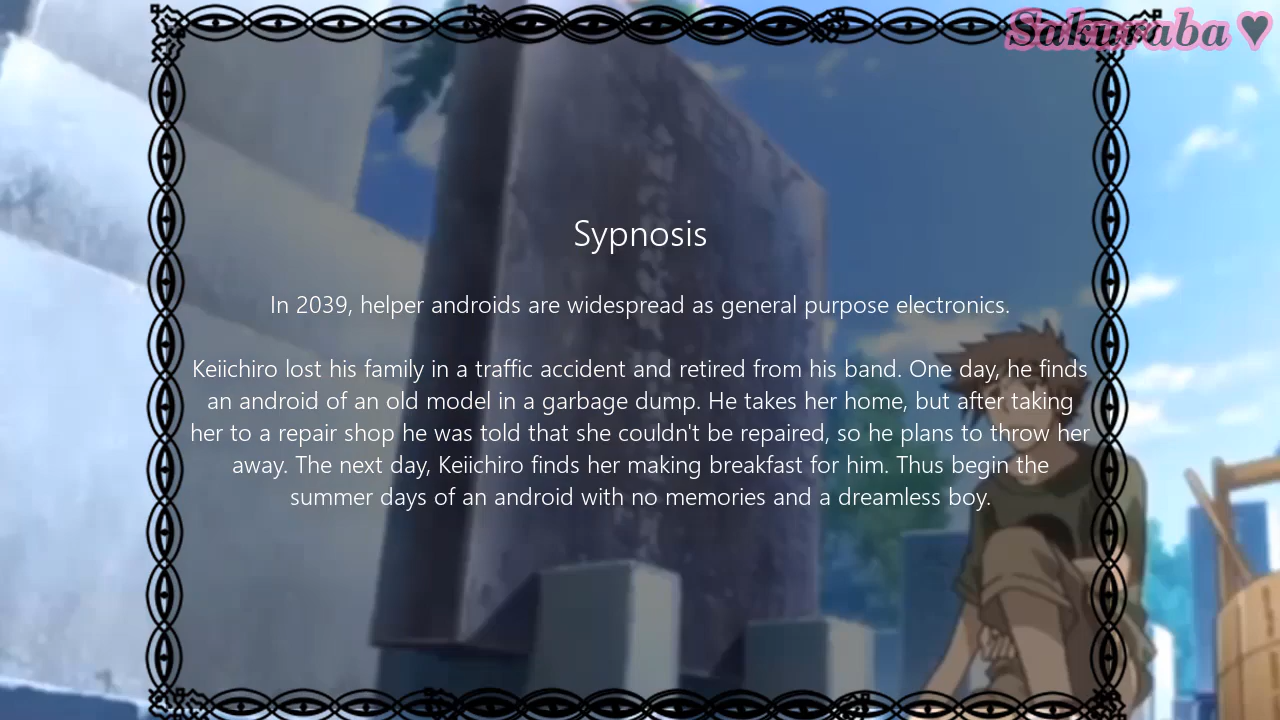 Sakuraba ♥
Sypnosis
In 2039, helper androids are widespread as general purpose electronics.
Keiichiro lost his family in a traffic accident and retired from his band. One day, he finds
an android of an old model in a garbage dump. He takes her home, but after taking
her to a repair shop he was told that she couldn't be repaired, so he plans to throw her
away. The next day, Keiichiro finds her making breakfast for him. Thus begin the
summer days of an android with no memories and a dreamless boy.